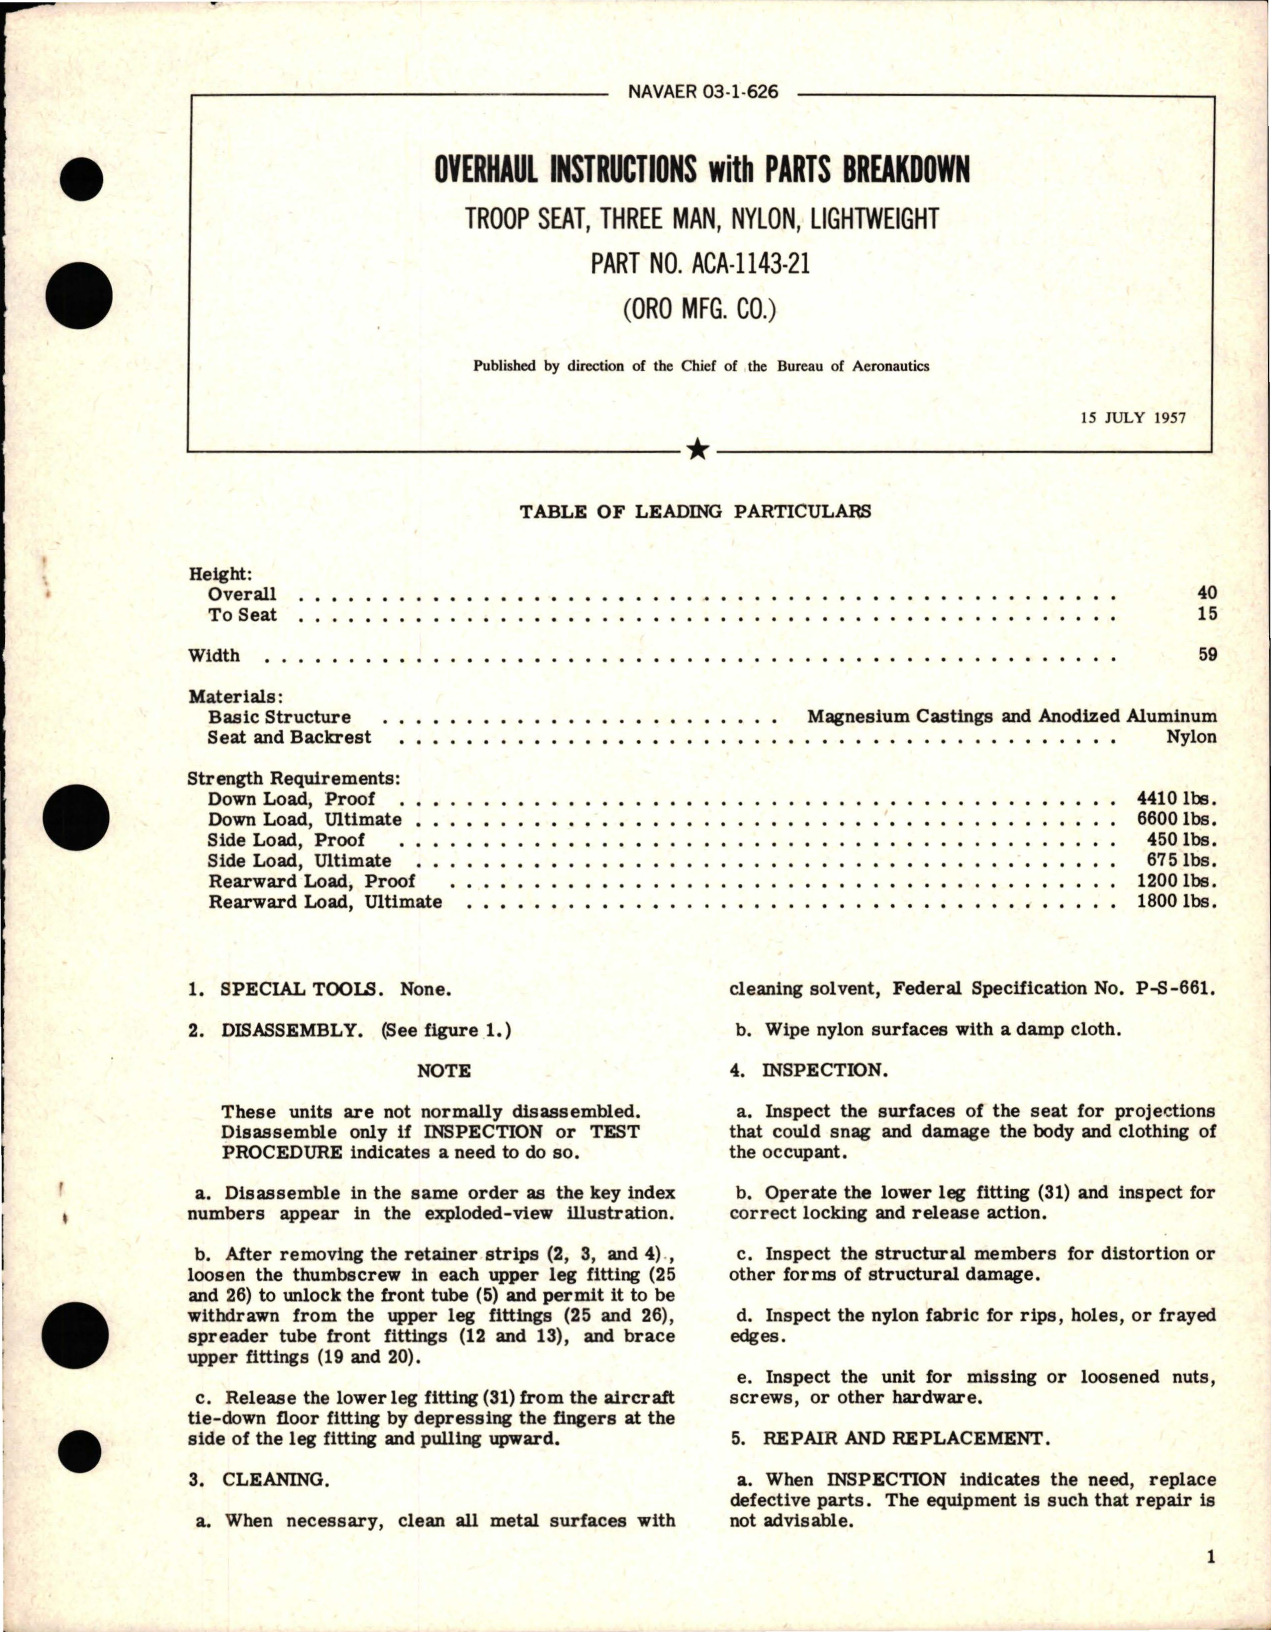 NAVAER 03-1-626
OVERHAUL INSTRUCTIONS with PARTS BREAKDOWN
TROOP SEAT, THREE MAN, NYLON, LIGHTWEIGHT
PART NO. ACA-1143-21
(ORO MFG. CO.)
Published by direction of the Chief of the Bureau of Aeronautics
15 JULY 1957
TABLE OF LEADING PARTICULARS
Height:
Overall . . . . . . . . . . . . . . . . . . . . 40
To Seat . . . . . . . . . . . . . . . . . . . . 15
Width . . . . . . . . . . . . . . . . . . . . 59
Materials:
Basic Structure . . . . . . . . . . . . . . . . . . . . Magnesium Castings and Anodized Aluminum
Seat and Backrest . . . . . . . . . . . . . . . . . . . . Nylon
Strength Requirements:
Down Load, Proof . . . . . . . . . . . . . . . . . . . . 4410 lbs.
Down Load, Ultimate . . . . . . . . . . . . . . . . . . . . 6600 lbs.
Side Load, Proof . . . . . . . . . . . . . . . . . . . . 450 lbs.
Side Load, Ultimate . . . . . . . . . . . . . . . . . . . . 675 lbs.
Rearward Load, Proof . . . . . . . . . . . . . . . . . . . . 1200 lbs.
Rearward Load, Ultimate . . . . . . . . . . . . . . . . . . . . 1800 lbs.
1. SPECIAL TOOLS. None.
2. DISASSEMBLY. (See figure 1.)
NOTE
These units are not normally disassembled.
Disassemble only if INSPECTION or TEST
PROCEDURE indicates a need to do so.
a. Disassemble in the same order as the key index
numbers appear in the exploded-view illustration.
b. After removing the retainer strips (2, 3, and 4),
loosen the thumbscrew in each upper leg fitting (25
and 26) to unlock the front tube (5) and permit it to be
withdrawn from the upper leg fittings (25 and 26),
spreader tube front fittings (12 and 13), and brace
upper fittings (19 and 20).
c. Release the lower leg fitting (31) from the aircraft
tie-down floor fitting by depressing the fingers at the
side of the leg fitting and pulling upward.
3. CLEANING.
a. When necessary, clean all metal surfaces with
cleaning solvent, Federal Specification No. P-S-661.
b. Wipe nylon surfaces with a damp cloth.
4. INSPECTION.
a. Inspect the surfaces of the seat for projections
that could snag and damage the body and clothing of
the occupant.
b. Operate the lower leg fitting (31) and inspect for
correct locking and release action.
c. Inspect the structural members for distortion or
other forms of structural damage.
d. Inspect the nylon fabric for rips, holes, or frayed
edges.
e. Inspect the unit for missing or loosened nuts,
screws, or other hardware.
5. REPAIR AND REPLACEMENT.
a. When INSPECTION indicates the need, replace
defective parts. The equipment is such that repair is
not advisable.
1